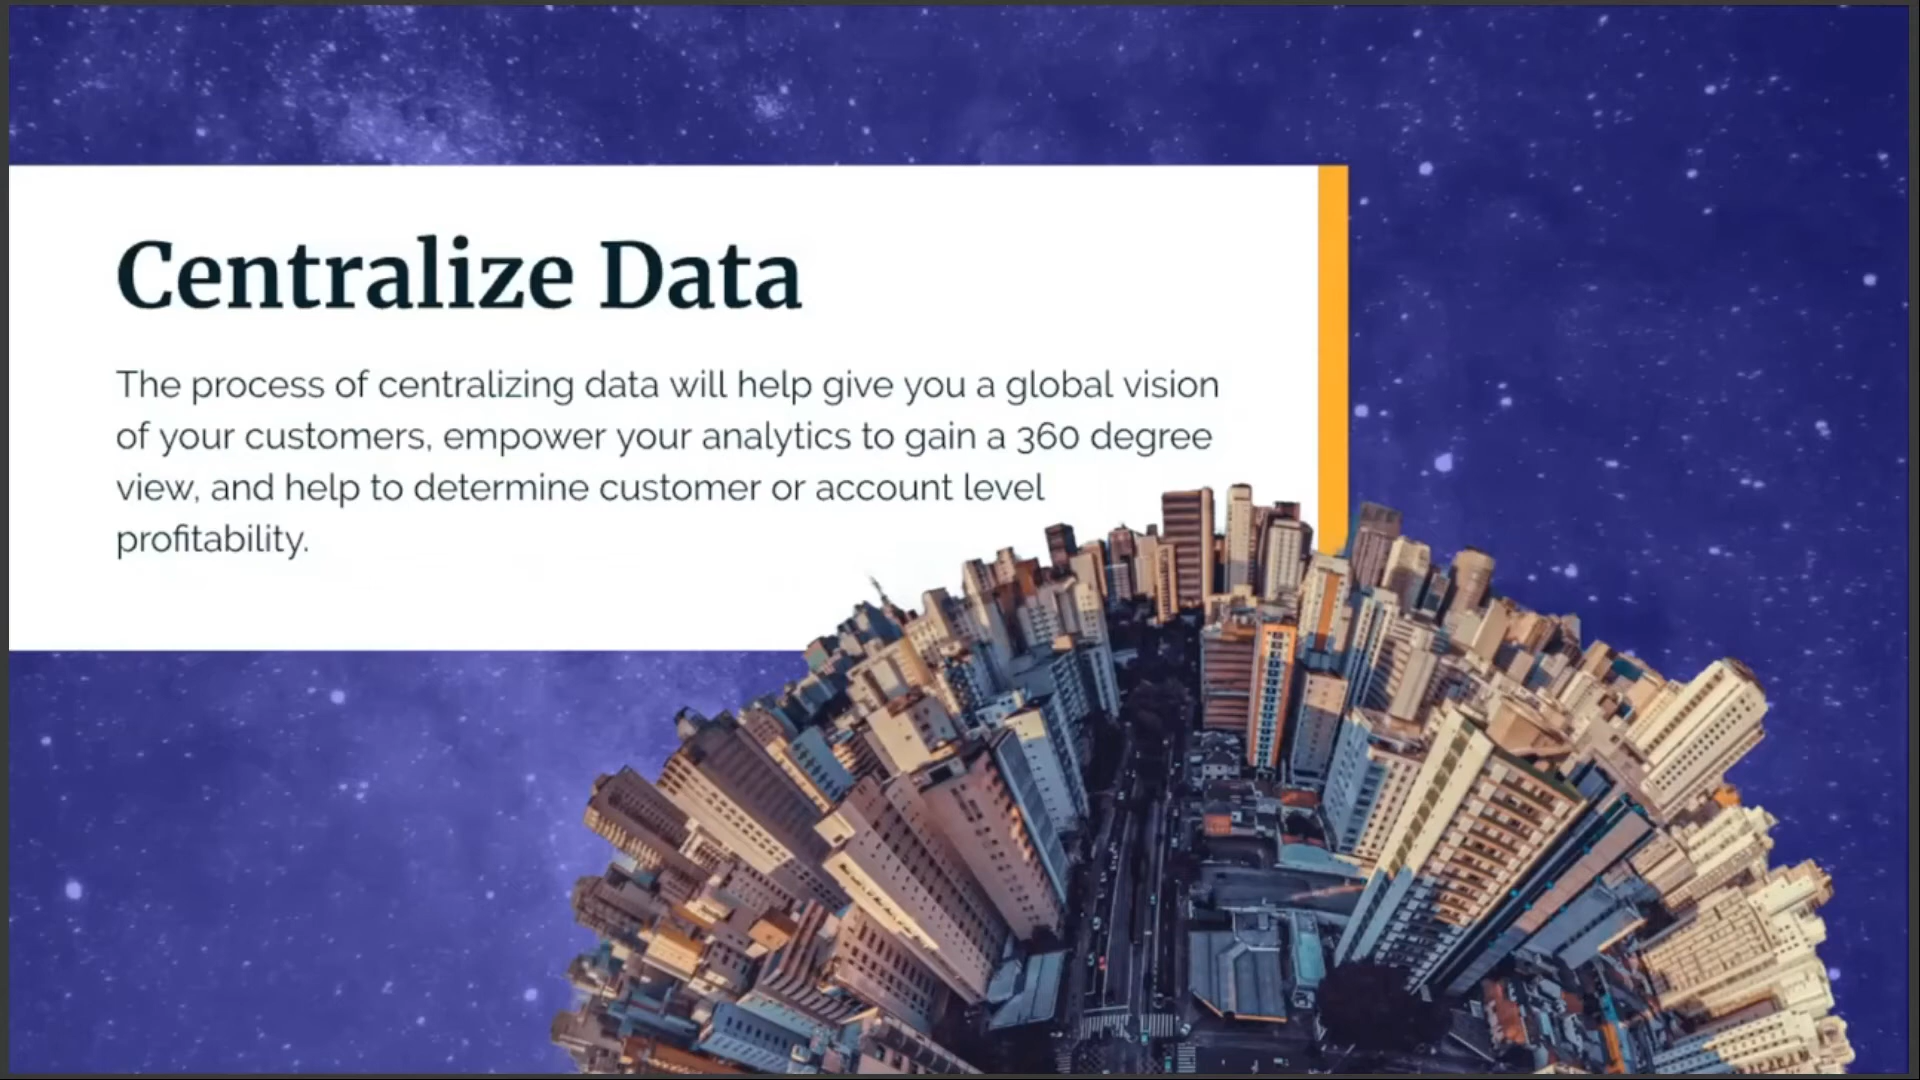 Centralize Data
The process of centralizing data will help give you a global vision
of your customers, empower your analytics to gain a 360 degree
view, and help to determine customer or account level
profitability.